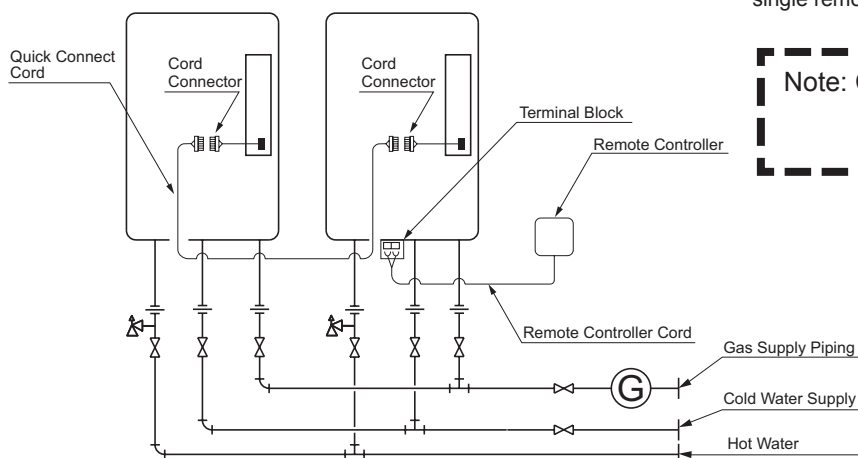 single remo
Quick Connect
Cord
Cord
Connector
Cord
Connector
Terminal Block
Remote Controller
Note:
Remote Controller Cord
Gas Supply Piping
G
Cold Water Supply
Hot Water